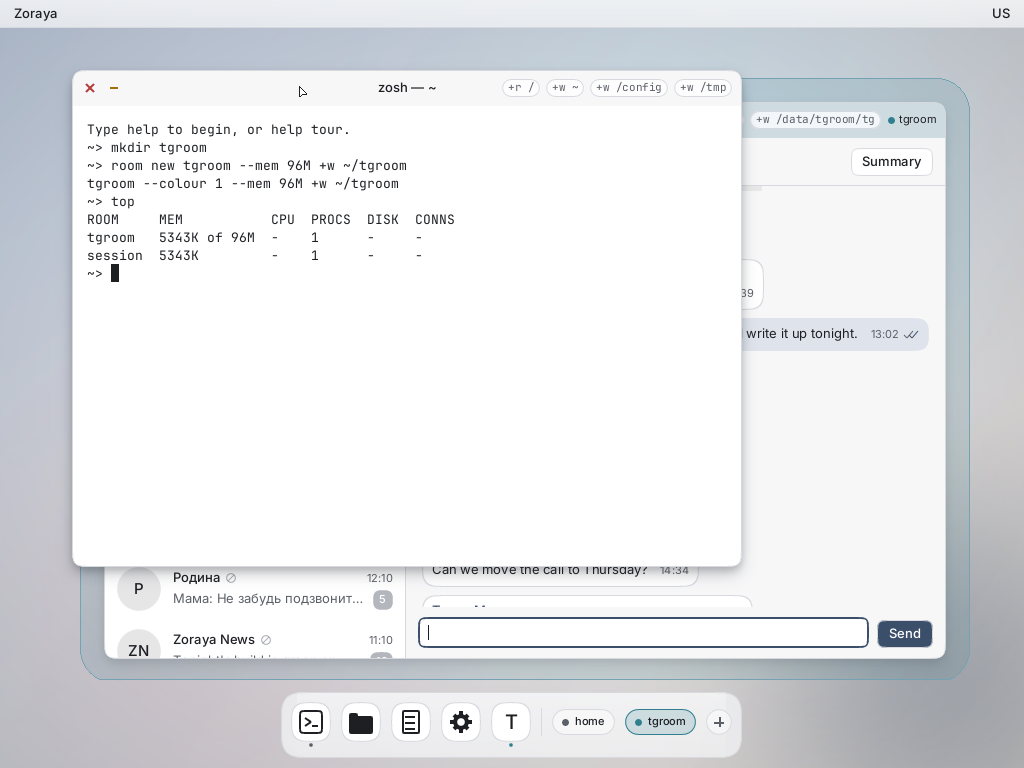 Zoraya US
zosh — ~ +r / +w ~ +w /config +w /tmp
+w /data/tgroom/tg tgroom
Type help to begin, or help tour.
~> mkdir tgroom
~> room new tgroom --mem 96M +w ~/tgroom
tgroom --colour 1 --mem 96M +w ~/tgroom
~> top
ROOM MEM CPU PROCS DISK CONNS
tgroom 5343K of 96M - 1 - -
session 5343K - 1 - -
~>
Summary
39
write it up tonight. 13:02
Can we move the call to Thursday? 14:34
P Родина 12:10
Мама: Не забудь подзвонит... 5
ZN Zoraya News 11:10
Send
T home tgroom +